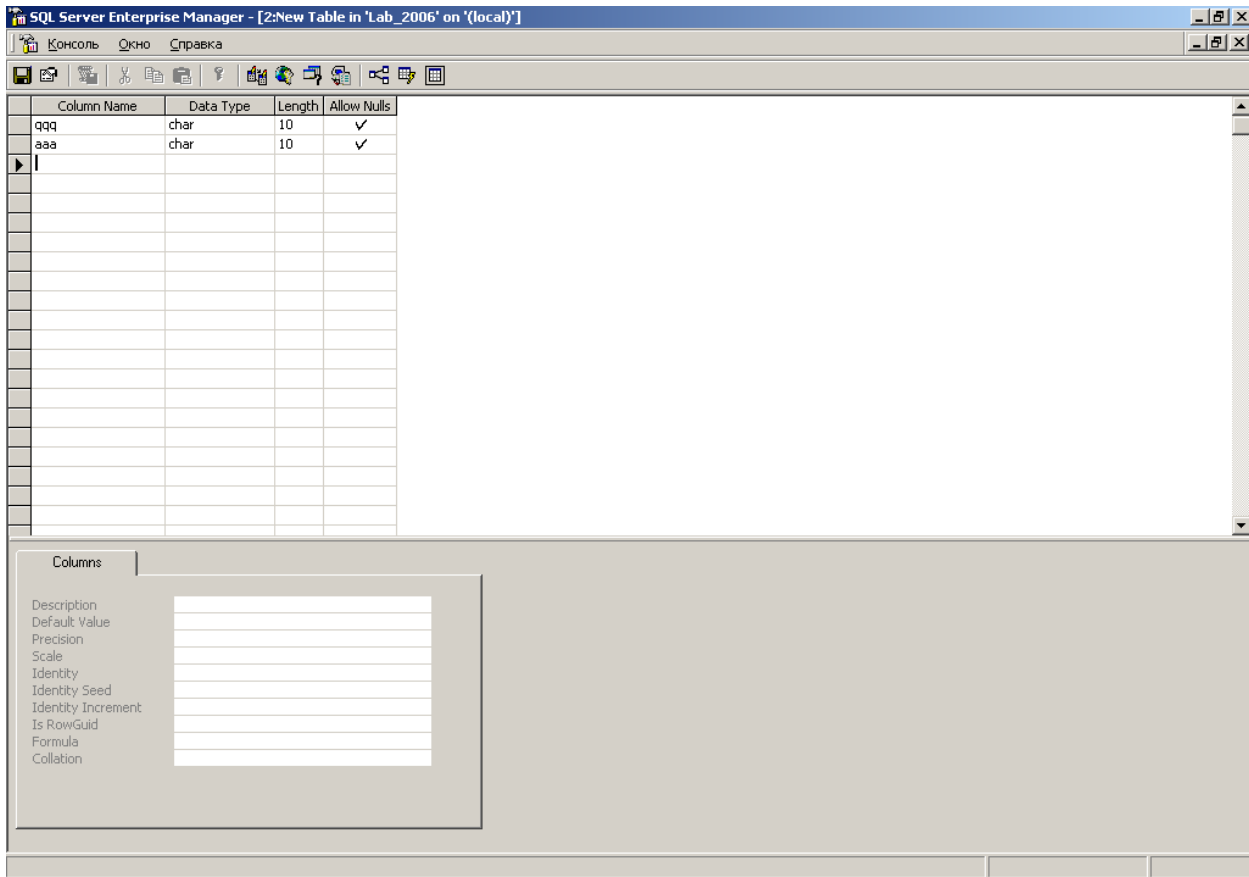 SQL Server Enterprise Manager - [2:New Table in 'Lab_2006' on '(local)']
Консоль Окно Справка
Column Name Data Type Length Allow Nulls
qqq char 10
aaa char 10
Columns
Description
Default Value
Precision
Scale
Identity
Identity Seed
Identity Increment
Is RowGuid
Formula
Collation